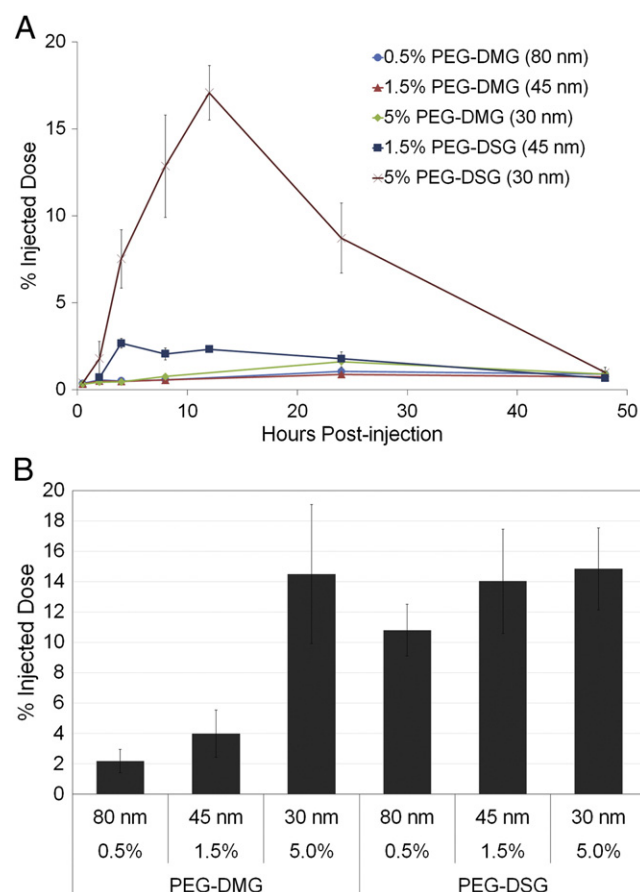 A
20
15
10
5
0
% Injected Dose
0.5% PEG-DMG (80 nm)
1.5% PEG-DMG (45 nm)
5% PEG-DMG (30 nm)
1.5% PEG-DSG (45 nm)
5% PEG-DSG (30 nm)
0 10 20 30 40 50
Hours Post-injection
B
20
18
16
14
12
10
8
6
4
2
0
% Injected Dose
80 nm 45 nm 30 nm 80 nm 45 nm 30 nm
0.5% 1.5% 5.0% 0.5% 1.5% 5.0%
PEG-DMG PEG-DSG